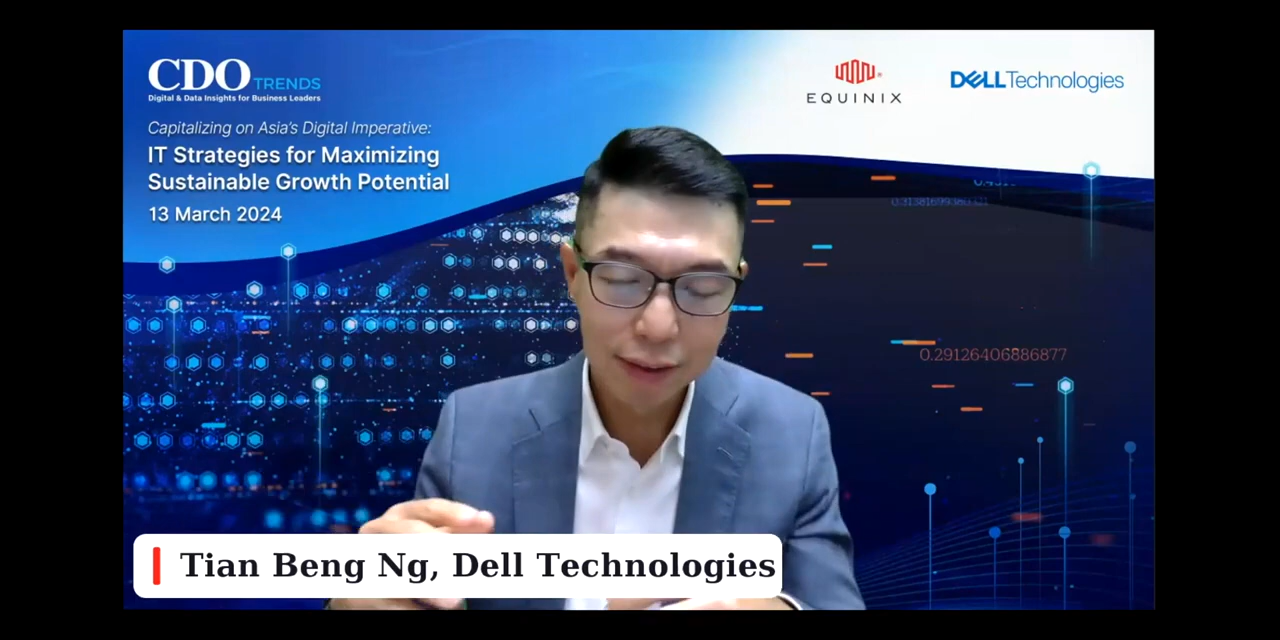 CDO TRENDS
Digital & Data Insights for Business Leaders
EQUINIX
DELL Technologies
Capitalizing on Asia's Digital Imperative:
IT Strategies for Maximizing
Sustainable Growth Potential
13 March 2024
0.29126406886877
Tian Beng Ng, Dell Technologies